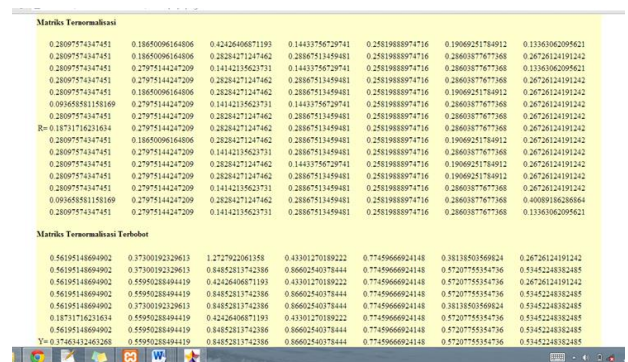 Matriks Ternormalisasi
0.28097574347451 0.18650096164806 0.42426406871193 0.14433756729741 0.25819888974716 0.19069251784912 0.13363062095621
0.28097574347451 0.18650096164806 0.28284271247462 0.28867513459481 0.25819888974716 0.28603877677368 0.26726124191242
0.28097574347451 0.27975144247209 0.14142135623731 0.14433756729741 0.25819888974716 0.28603877677368 0.13363062095621
0.28097574347451 0.27975144247209 0.28284271247462 0.28867513459481 0.25819888974716 0.28603877677368 0.26726124191242
0.28097574347451 0.18650096164806 0.28284271247462 0.28867513459481 0.25819888974716 0.19069251784912 0.26726124191242
0.093658581158169 0.27975144247209 0.14142135623731 0.14433756729741 0.25819888974716 0.28603877677368 0.26726124191242
0.28097574347451 0.27975144247209 0.28284271247462 0.28867513459481 0.25819888974716 0.28603877677368 0.26726124191242
R= 0.18731716231634 0.27975144247209 0.28284271247462 0.28867513459481 0.25819888974716 0.28603877677368 0.26726124191242
0.28097574347451 0.18650096164806 0.28284271247462 0.28867513459481 0.25819888974716 0.19069251784912 0.26726124191242
0.28097574347451 0.27975144247209 0.14142135623731 0.28867513459481 0.25819888974716 0.28603877677368 0.26726124191242
0.28097574347451 0.27975144247209 0.28284271247462 0.14433756729741 0.25819888974716 0.19069251784912 0.26726124191242
0.28097574347451 0.27975144247209 0.28284271247462 0.28867513459481 0.25819888974716 0.19069251784912 0.26726124191242
0.28097574347451 0.27975144247209 0.14142135623731 0.28867513459481 0.25819888974716 0.28603877677368 0.26726124191242
0.093658581158169 0.27975144247209 0.28284271247462 0.28867513459481 0.25819888974716 0.28603877677368 0.40089186286864
0.28097574347451 0.27975144247209 0.14142135623731 0.28867513459481 0.25819888974716 0.28603877677368 0.13363062095621
Matriks Ternormalisasi Terbobot
0.56195148694902 0.37300192329613 1.2727922061358 0.43301270189222 0.77459666924148 0.38138503569824 0.26726124191242
0.56195148694902 0.37300192329613 0.84852813742386 0.86602540378444 0.77459666924148 0.57207755354736 0.53452248382485
0.56195148694902 0.55950288494419 0.42426406871193 0.43301270189222 0.77459666924148 0.57207755354736 0.26726124191242
0.56195148694902 0.55950288494419 0.84852813742386 0.86602540378444 0.77459666924148 0.57207755354736 0.53452248382485
0.56195148694902 0.37300192329613 0.84852813742386 0.86602540378444 0.77459666924148 0.38138503569824 0.53452248382485
0.18731716231634 0.55950288494419 0.42426406871193 0.43301270189222 0.77459666924148 0.57207755354736 0.53452248382485
0.56195148694902 0.55950288494419 0.84852813742386 0.86602540378444 0.77459666924148 0.57207755354736 0.53452248382485
Y= 0.37463432463268 0.55950288494419 0.84852813742386 0.86602540378444 0.77459666924148 0.57207755354736 0.53452248382485